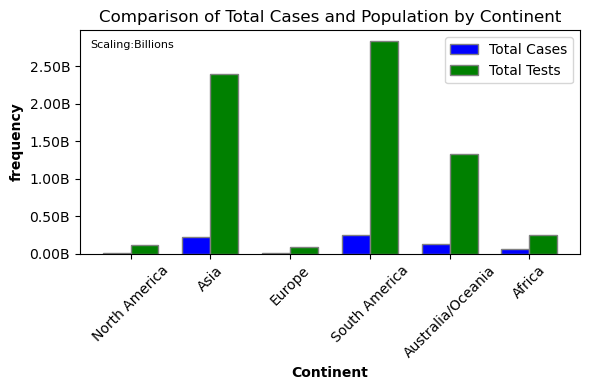 Comparison of Total Cases and Population by Continent
Scaling:Billions
Total Cases
Total Tests
frequency
2.50B
2.00B
1.50B
1.00B
0.50B
0.00B
North America
Asia
Europe
South America
Australia/Oceania
Africa
Continent